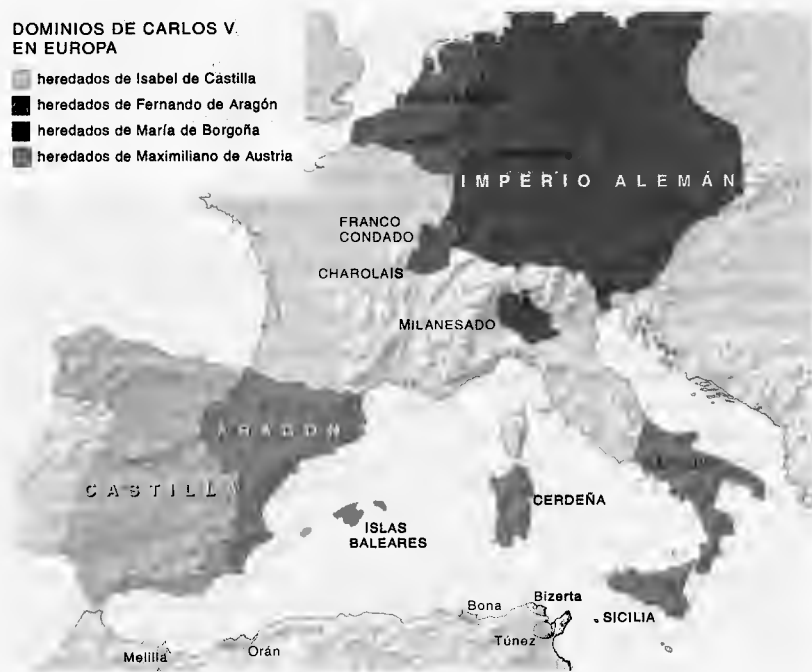 DOMINIOS DE CARLOS V
EN EUROPA
heredados de Isabel de Castilla
heredados de Fernando de Aragón
heredados de María de Borgoña
heredados de Maximiliano de Austria
IMPERIO ALEMÁN
FRANCO
CONDADO
CHAROLAIS
MILANESADO
ARAGÓN
CASTILLA
CERDEÑA
ISLAS
BALEARES
Bona
Bizerta
SICILIA
Túnez
Orán
Melilla